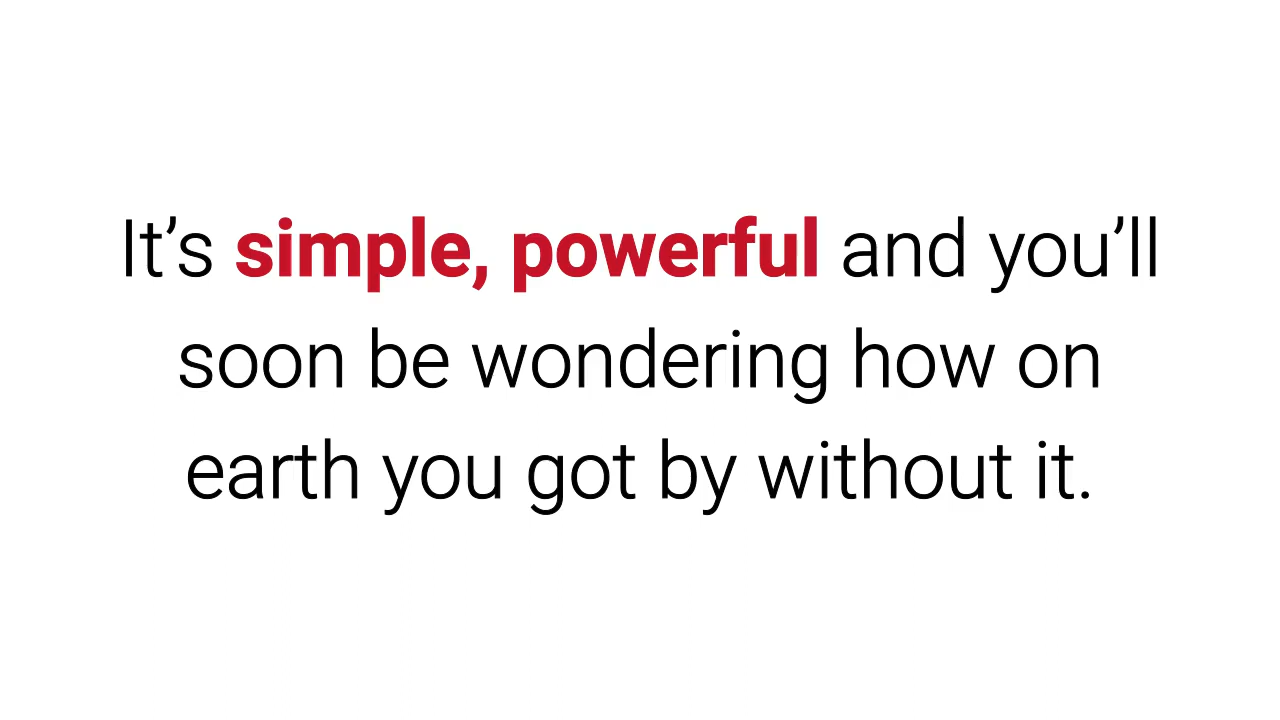 It’s simple, powerful and you’ll
soon be wondering how on
earth you got by without it.